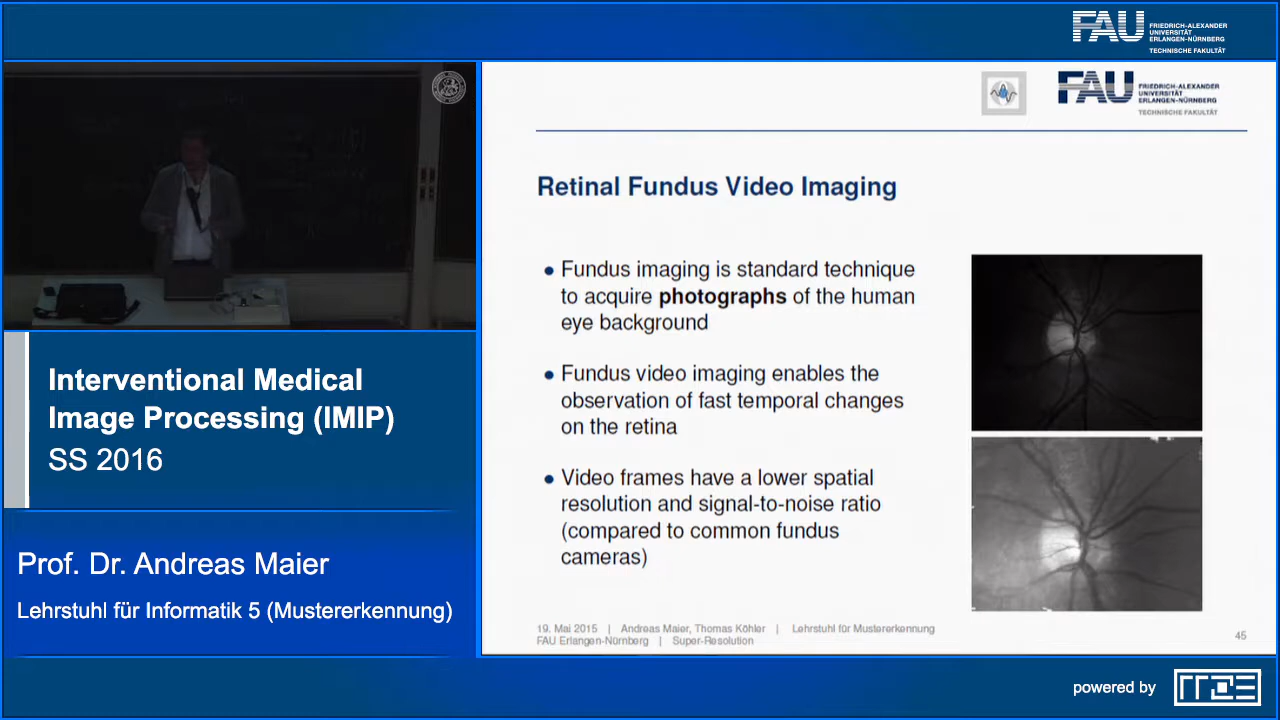 FAU
FRIEDRICH-ALEXANDER
UNIVERSITÄT
ERLANGEN-NÜRNBERG
TECHNISCHE FAKULTÄT
FAU
FRIEDRICH-ALEXANDER
UNIVERSITÄT
ERLANGEN-NÜRNBERG
TECHNISCHE FAKULTÄT
Retinal Fundus Video Imaging
● Fundus imaging is standard technique
to acquire photographs of the human
eye background
● Fundus video imaging enables the
observation of fast temporal changes
on the retina
● Video frames have a lower spatial
resolution and signal-to-noise ratio
(compared to common fundus
cameras)
19. Mai 2015 | Andreas Maier, Thomas Köhler | Lehrstuhl für Mustererkennung
FAU Erlangen-Nürnberg | Super-Resolution
45
Interventional Medical
Image Processing (IMIP)
SS 2016
Prof. Dr. Andreas Maier
Lehrstuhl für Informatik 5 (Mustererkennung)
powered by
RRZE